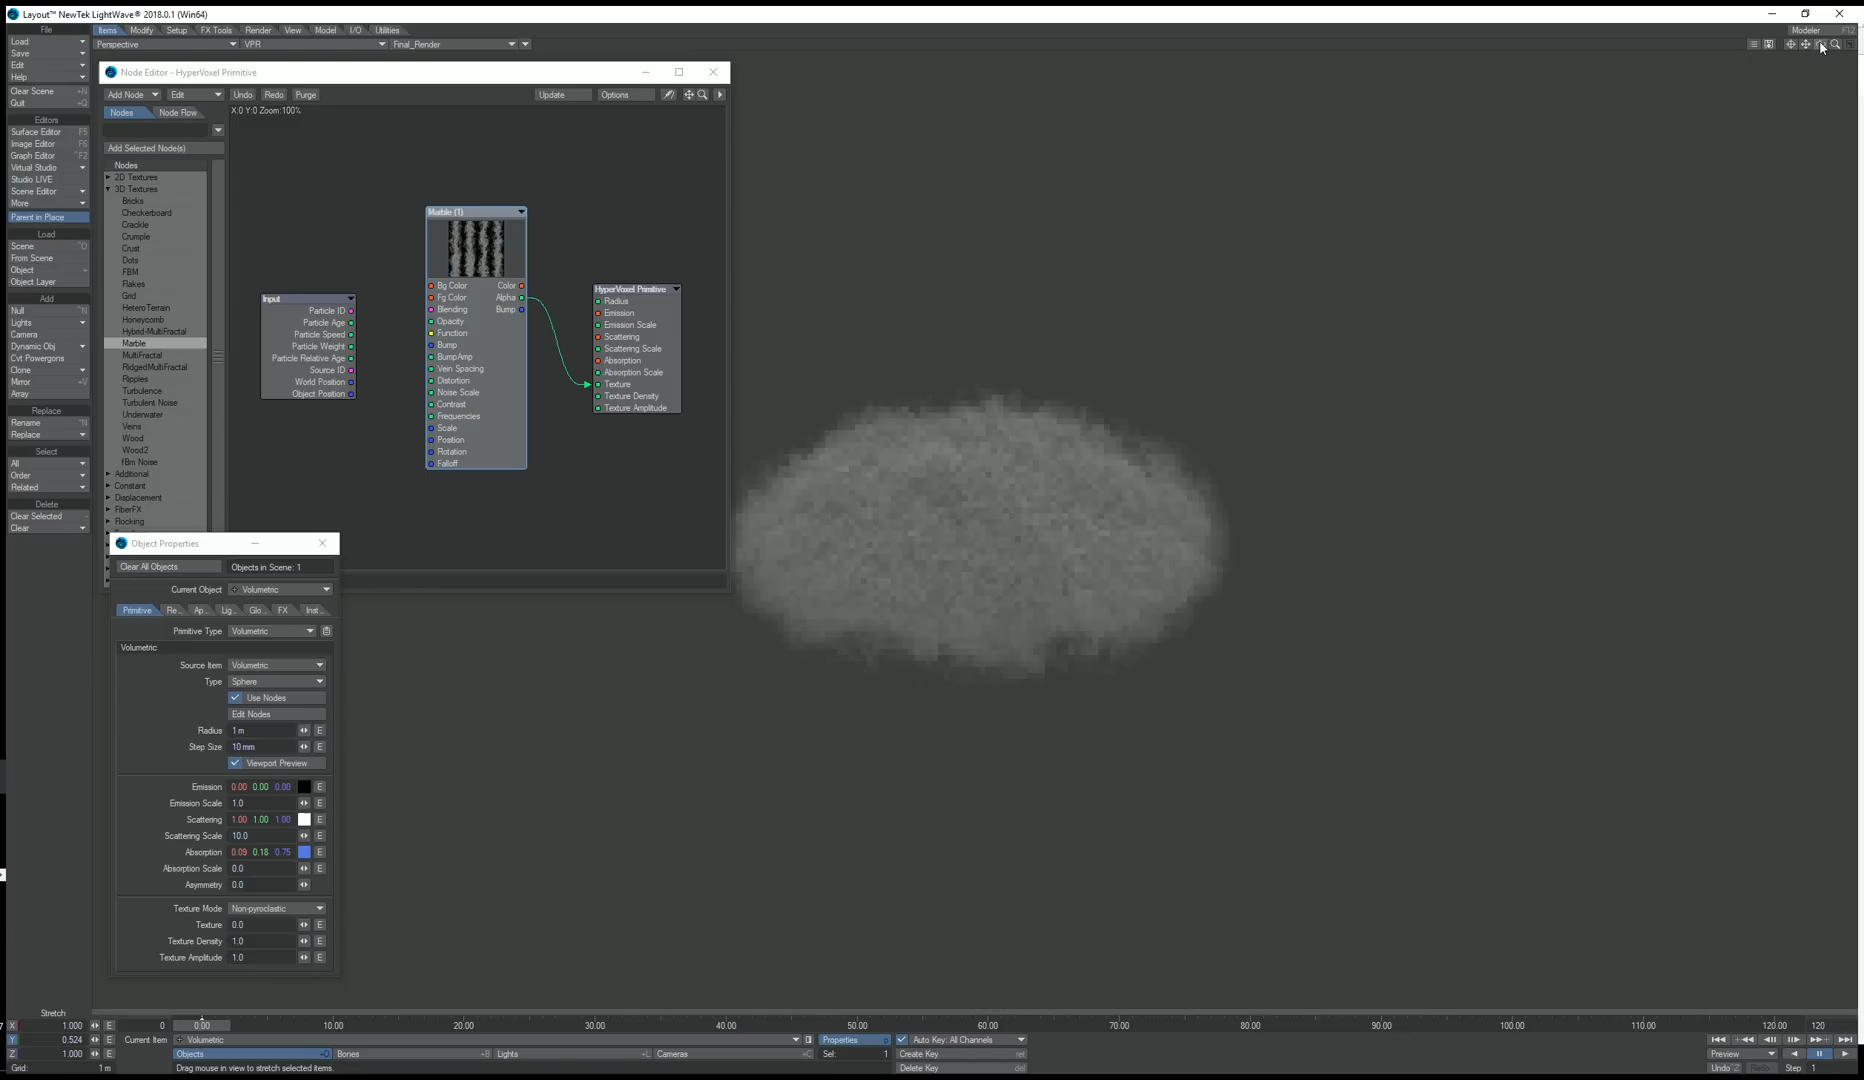 Layout™ NewTek LightWave® 2018.0.1 (Win64)
File
Items Modify Setup FX Tools Render View Model I/O Utilities
Modeler F12
Perspective VPR Final_Render
Load
Save
Edit
Help
Clear Scene +N
Quit +Q
Editors
Surface Editor F5
Image Editor F6
Graph Editor ^F2
Virtual Studio
Studio LIVE
Scene Editor
More
Parent in Place
Load
Scene ^O
From Scene
Object +
Object Layer
Add
Null ^N
Lights
Camera
Dynamic Obj
Cvt Powergons
Clone
Mirror +V
Array
Replace
Rename ^N
Replace
Select
All
Order
Related
Delete
Clear Selected -
Clear
Node Editor - HyperVoxel Primitive
Add Node Edit Undo Redo Purge Update Options
Nodes Node Flow
X:0 Y:0 Zoom:100%
Add Selected Node(s)
Nodes
2D Textures
3D Textures
Bricks
Checkerboard
Crackle
Crumple
Crust
Dots
FBM
Flakes
Grid
HeteroTerrain
Honeycomb
Hybrid-MultiFractal
Marble
MultiFractal
RidgedMultiFractal
Ripples
Turbulence
Turbulent Noise
Underwater
Veins
Wood
Wood2
fBm Noise
Additional
Constant
Displacement
FiberFX
Flocking
Input
Particle ID
Particle Age
Particle Speed
Particle Weight
Particle Relative Age
Source ID
World Position
Object Position
Marble (1)
Bg Color Color
Fg Color Alpha
Blending Bump
Opacity
Function
Bump
BumpAmp
Vein Spacing
Distortion
Noise Scale
Contrast
Frequencies
Scale
Position
Rotation
Falloff
HyperVoxel Primitive
Radius
Emission
Emission Scale
Scattering
Scattering Scale
Absorption
Absorption Scale
Texture
Texture Density
Texture Amplitude
Object Properties
Clear All Objects Objects in Scene: 1
Current Object Volumetric
Primitive Re... Ap... Lig... Glo... FX Inst...
Primitive Type Volumetric
Volumetric
Source Item Volumetric
Type Sphere
Use Nodes
Edit Nodes
Radius 1 m E
Step Size 10 mm E
Viewport Preview
Emission 0.00 0.00 0.00 E
Emission Scale 1.0 E
Scattering 1.00 1.00 1.00 E
Scattering Scale 10.0 E
Absorption 0.09 0.18 0.75 E
Absorption Scale 0.0 E
Asymmetry 0.0
Texture Mode Non-pyroclastic
Texture 0.0 E
Texture Density 1.0 E
Texture Amplitude 1.0 E
Stretch
X 1.000 E 0 0.00 10.00 20.00 30.00 40.00 50.00 60.00 70.00 80.00 90.00 100.00 110.00 120.00 120
Y 0.524 E Current Item Volumetric Properties p Auto Key: All Channels
Z 1.000 E Objects +O Bones +B Lights +L Cameras +C Sel: 1 Create Key ret Preview Step 1
Grid: 1 m Drag mouse in view to stretch selected items. Delete Key del Undo ^Z Redo